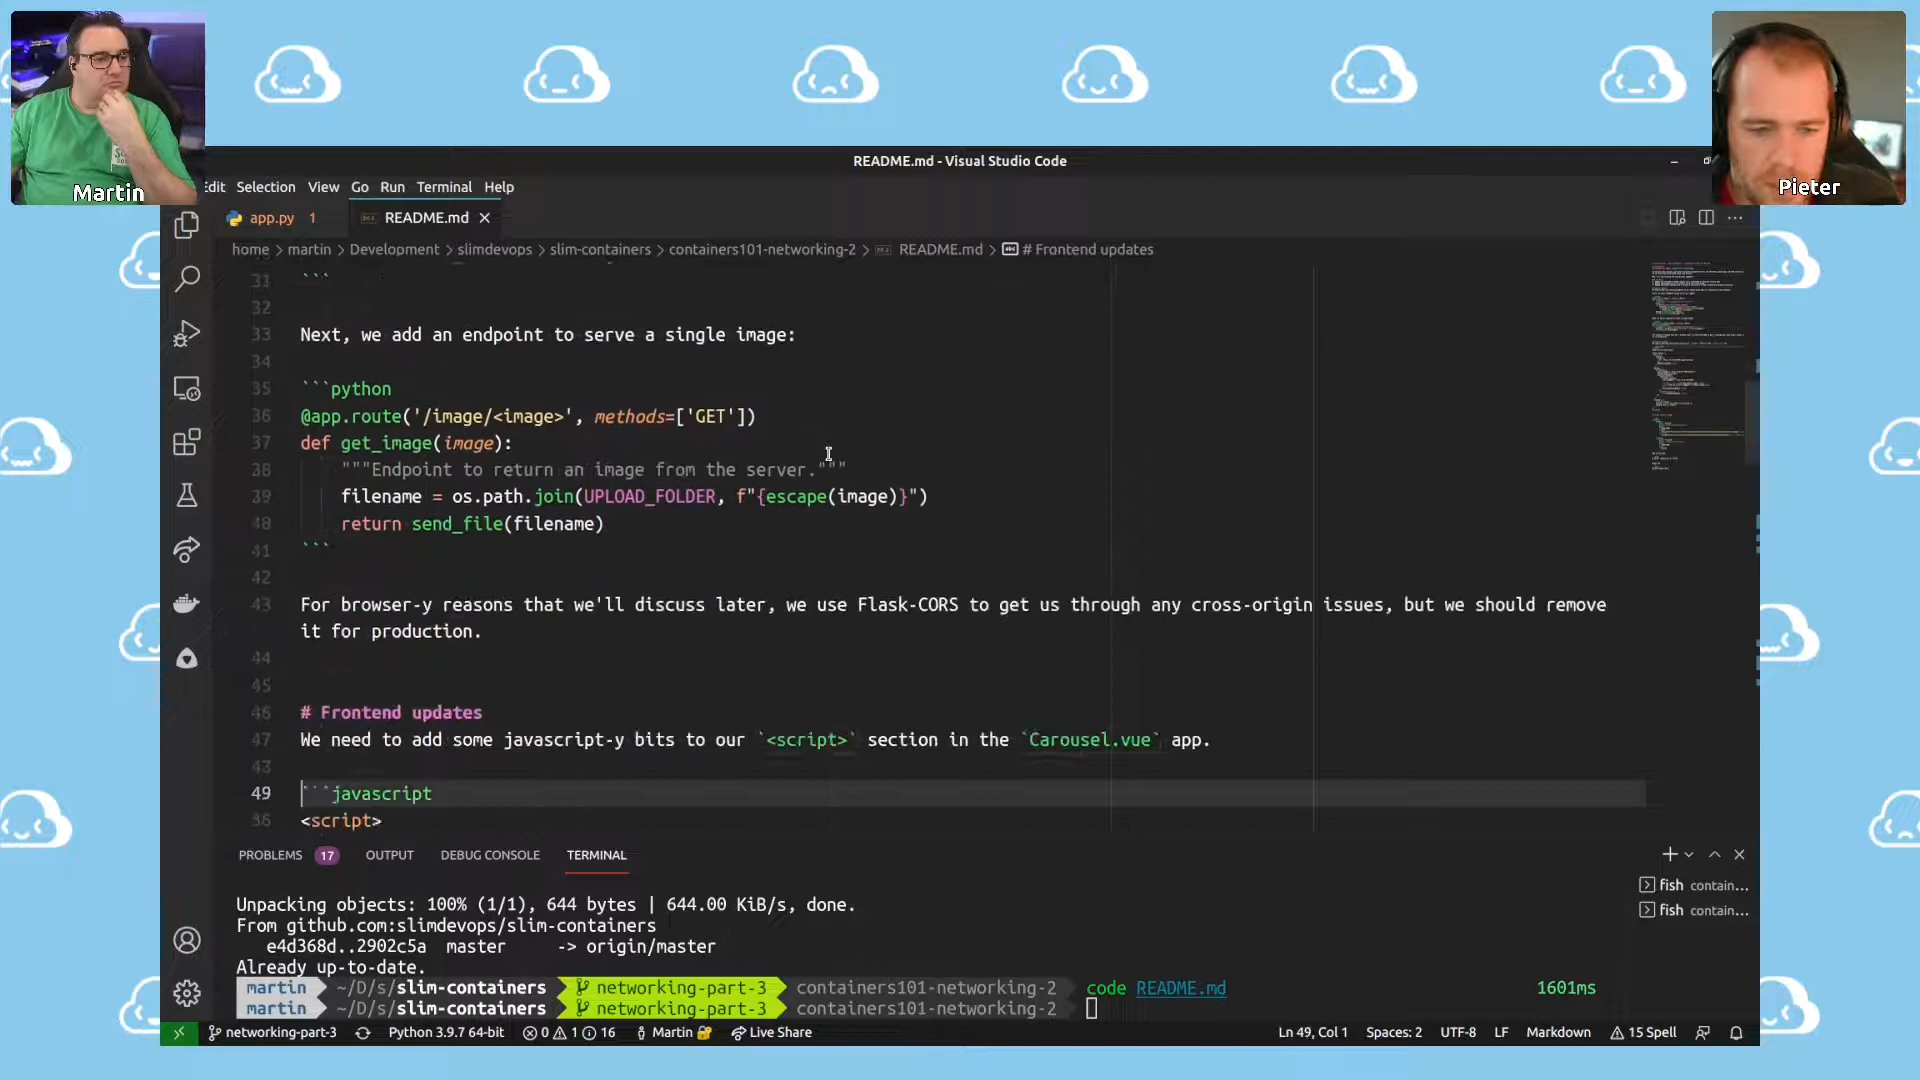 Martin
Pieter
README.md - Visual Studio Code
Edit Selection View Go Run Terminal Help
app.py 1 README.md
home > martin > Development > slimdevops > slim-containers > containers101-networking-2 > README.md > # Frontend updates
31 ```
32
33 Next, we add an endpoint to serve a single image:
34
35 ```python
36 @app.route('/image/<image>', methods=['GET'])
37 def get_image(image):
38 """Endpoint to return an image from the server."""
39 filename = os.path.join(UPLOAD_FOLDER, f"{escape(image)}")
40 return send_file(filename)
41 ```
42
43 For browser-y reasons that we'll discuss later, we use Flask-CORS to get us through any cross-origin issues, but we should remove
it for production.
44
45
46 # Frontend updates
47 We need to add some javascript-y bits to our `<script>` section in the `Carousel.vue` app.
49 ```javascript
<script>
PROBLEMS 17 OUTPUT DEBUG CONSOLE TERMINAL
Unpacking objects: 100% (1/1), 644 bytes | 644.00 KiB/s, done.
From github.com:slimdevops/slim-containers
e4d368d..2902c5a master -> origin/master
Already up-to-date.
martin ~/D/s/slim-containers networking-part-3 containers101-networking-2 code README.md 1601ms
martin ~/D/s/slim-containers networking-part-3 containers101-networking-2
fish contain...
fish contain...
networking-part-3 Python 3.9.7 64-bit 0 1 16 Martin Live Share Ln 49, Col 1 Spaces: 2 UTF-8 LF Markdown 15 Spell